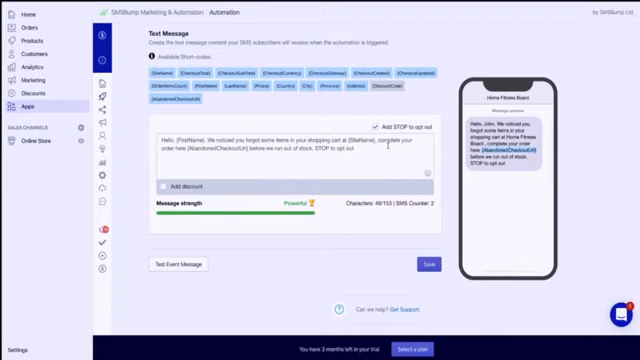 Home
SMSBump Marketing & Automation / Automation
by SMSBump Ltd.
Orders
Products
Customers
Analytics
Marketing
Discounts
Apps
SALES CHANNELS
Online Store
Settings
Text Message
Create the text message content your SMS subscribers will receive when the automation is triggered.
Available Short-codes:
{SiteName} {CheckoutTotal} {CheckoutSubTotal} {CheckoutCurrency} {CheckoutGateway} {CheckoutCreated} {CheckoutUpdated}
{OrderItemsCount} {FirstName} {LastName} {Phone} {Country} {City} {Province} {Address} {DiscountCode}
{AbandonedCheckoutUrl}
Add STOP to opt out
Hello, {FirstName}. We noticed you forgot some items in your shopping cart at {SiteName}, complete your
order here {AbandonedCheckoutUrl} before we run out of stock. STOP to opt out
Add discount
Message strength
Powerful
Characters: 49/153 | SMS Counter: 2
Test Event Message
Save
Home Fitness Board
Message preview
Hello, John. We noticed
you forgot some items in
your shopping cart at Home
Fitness Board , complete your
order here {AbandonedCheckoutUrl}
before we run out of stock.
STOP to opt out
Can we help? Get Support
You have 3 months left in your trial
Select a plan